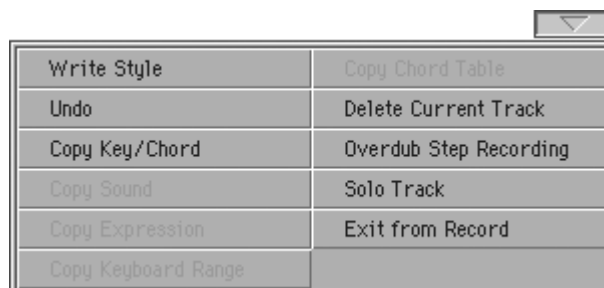 Write Style
Undo
Copy Key/Chord
Copy Sound
Copy Expression
Copy Keyboard Range
Copy Chord Table
Delete Current Track
Overdub Step Recording
Solo Track
Exit from Record